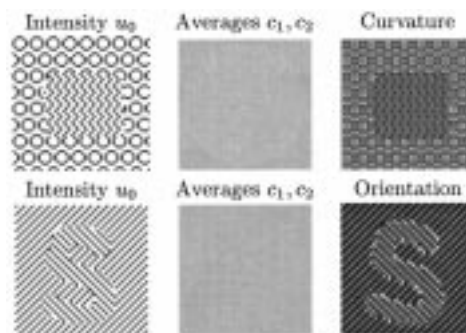 Intensity u₀ Averages c₁, c₂ Curvature
Intensity u₀ Averages c₁, c₂ Orientation
S